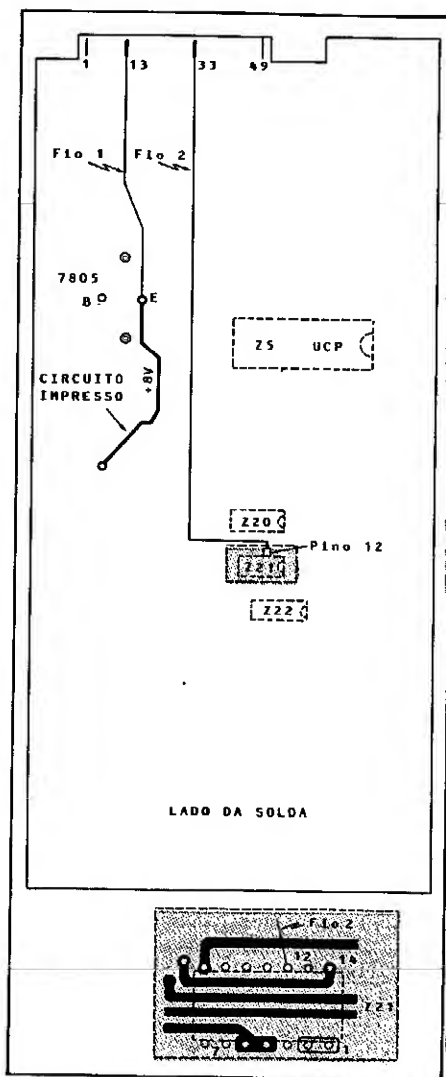 1 13 33 49
Fio 1
Fio 2
7805
B
E
+8V
CIRCUITO
IMPRESSO
Z5 UCP
Z20
Pino 12
Z21
Z22
LADO DA SOLDA
Fio 2
12
14
Z21
7
1